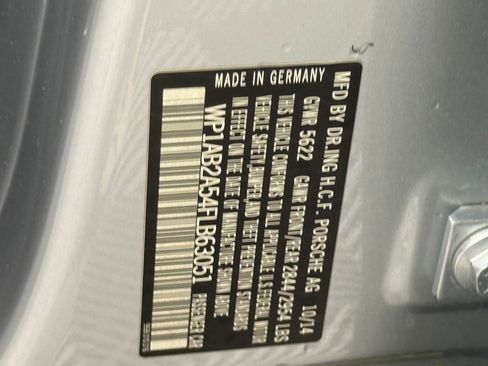 MADE IN GERMANY
MFD BY DR.ING H.C.F. PORSCHE AG 10/14
GVWR 5622 GAWR FRONT/REAR 2844/2954 LBS
THIS VEHICLE CONFORMS TO ALL APPLICABLE U.S FEDERAL MOTOR
VEHICLE SAFETY, BUMPER, AND THEFT PREVENTION STANDARDS
IN EFFECT ON THE DATE OF MANUFACTURE SHOWN ABOVE
WP1AB2A54FLB63051 PASSENGER CAR